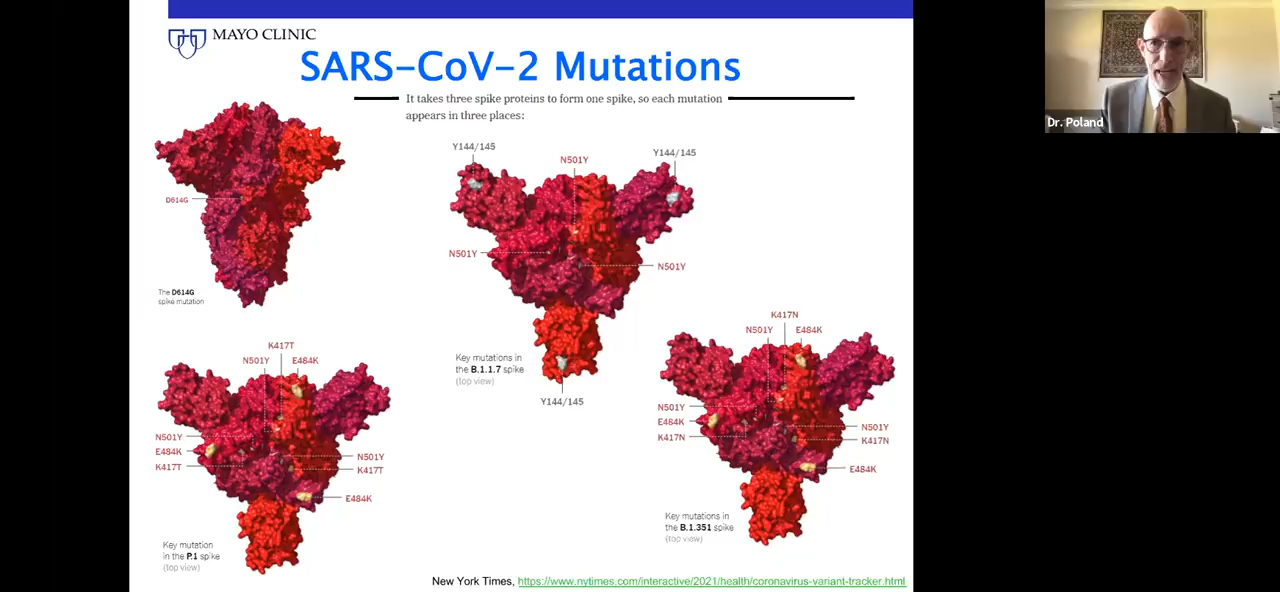 MAYO CLINIC
SARS-CoV-2 Mutations
It takes three spike proteins to form one spike, so each mutation
appears in three places:
D614G
The D614G
spike mutation
Y144/145
N501Y
Y144/145
N501Y
N501Y
Key mutations in
the B.1.1.7 spike
(top view)
Y144/145
K417T
N501Y
E484K
N501Y
E484K
K417T
N501Y
K417T
E484K
Key mutation
in the P.1 spike
(top view)
K417N
N501Y
E484K
N501Y
E484K
K417N
N501Y
K417N
E484K
Key mutations in
the B.1.351 spike
(top view)
New York Times, https://www.nytimes.com/interactive/2021/health/coronavirus-variant-tracker.html
Dr. Poland